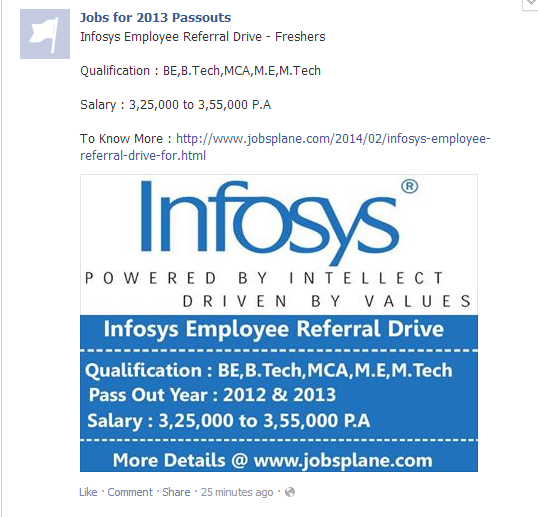 Jobs for 2013 Passouts
Infosys Employee Referral Drive - Freshers
Qualification : BE,B.Tech,MCA,M.E,M.Tech
Salary : 3,25,000 to 3,55,000 P.A
To Know More : http://www.jobsplane.com/2014/02/infosys-employee-
referral-drive-for.html
Infosys®
POWERED BY INTELLECT
DRIVEN BY VALUES
Infosys Employee Referral Drive
Qualification : BE,B.Tech,MCA,M.E,M.Tech
Pass Out Year : 2012 & 2013
Salary : 3,25,000 to 3,55,000 P.A
More Details @ www.jobsplane.com
Like · Comment · Share · 25 minutes ago ·